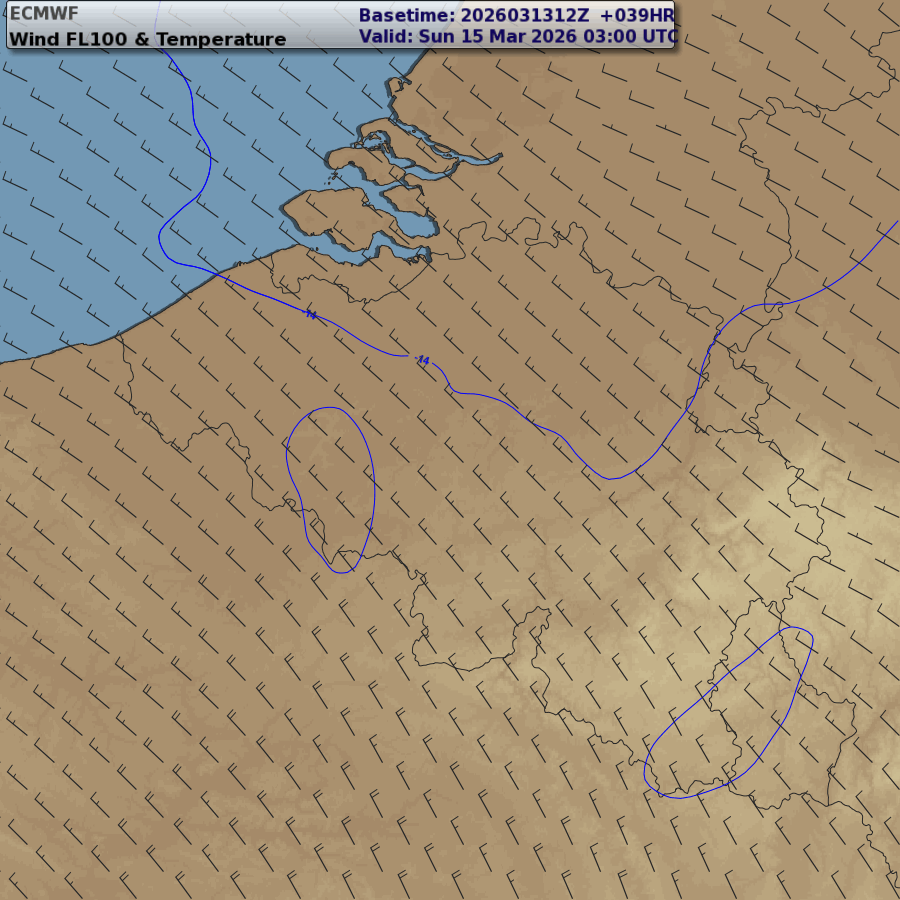 ECMWF
Basetime: 2026031312Z +039HR
Wind FL100 & Temperature
Valid: Sun 15 Mar 2026 03:00 UTC
-14
-14